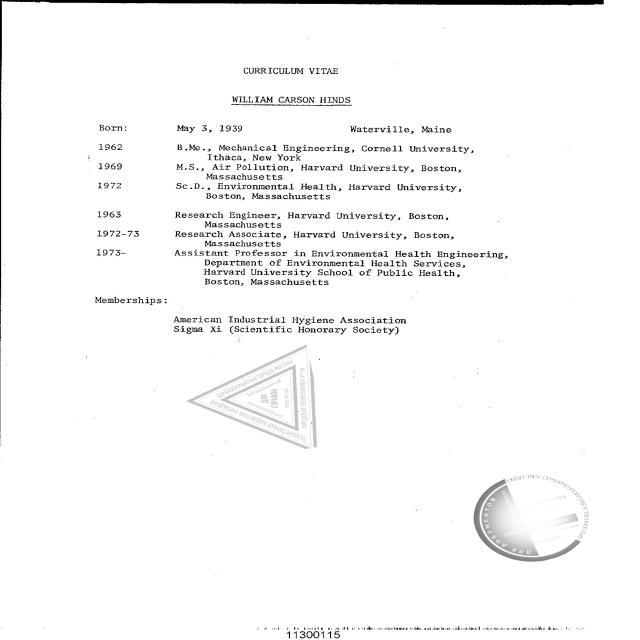 CURRICULUM VITAE
WILLIAM CARSON HINDS
Born: May 3, 1939 Waterville, Maine
1962 B.Me., Mechanical Engineering, Cornell University,
Ithaca, New York
1969 M.S., Air Pollution, Harvard University, Boston,
Massachusetts
1972 Sc.D., Environmental Health, Harvard University,
Boston, Massachusetts
1963 Research Engineer, Harvard University, Boston,
Massachusetts
1972-73 Research Associate, Harvard University, Boston,
Massachusetts
1973- Assistant Professor in Environmental Health Engineering,
Department of Environmental Health Services,
Harvard University School of Public Health,
Boston, Massachusetts
Memberships:
American Industrial Hygiene Association
Sigma Xi (Scientific Honorary Society)
ДЛЯ
СПРАВОК
ДЛЯ ДОКУМЕНТОВ
11300115